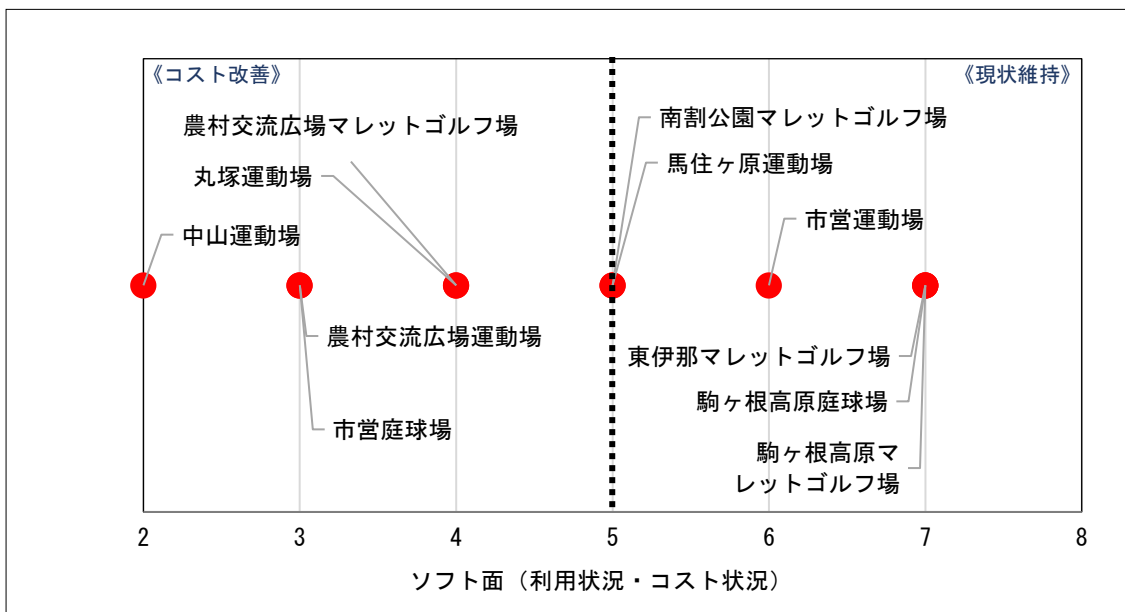 《コスト改善》
《現状維持》
農村交流広場マレットゴルフ場
南割公園マレットゴルフ場
丸塚運動場
馬住ヶ原運動場
中山運動場
市営運動場
農村交流広場運動場
東伊那マレットゴルフ場
市営庭球場
駒ヶ根高原庭球場
駒ヶ根高原マ
レットゴルフ場
2 3 4 5 6 7 8
ソフト面（利用状況・コスト状況）